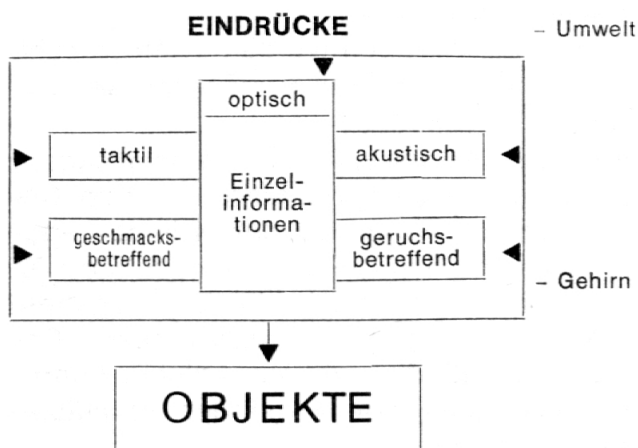 EINDRÜCKE
– Umwelt
optisch
taktil
akustisch
Einzel-
informa-
tionen
geschmacks-
betreffend
geruchs-
betreffend
– Gehirn
OBJEKTE